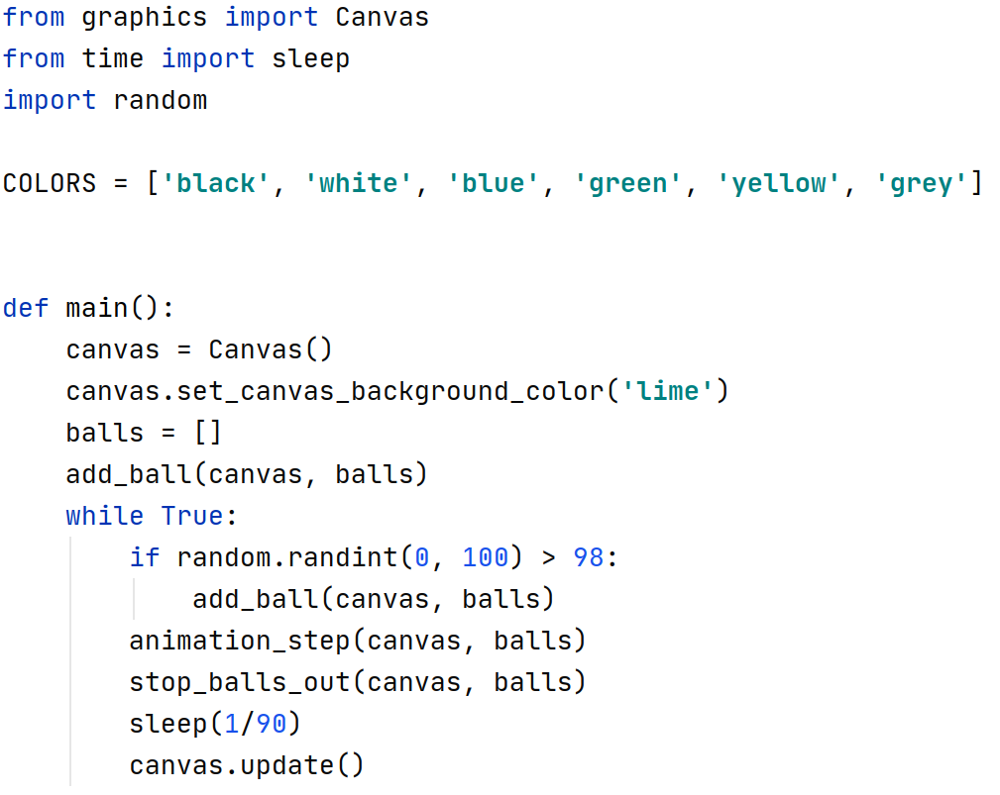 from graphics import Canvas
from time import sleep
import random
COLORS = ['black', 'white', 'blue', 'green', 'yellow', 'grey']
def main():
    canvas = Canvas()
    canvas.set_canvas_background_color('lime')
    balls = []
    add_ball(canvas, balls)
    while True:
        if random.randint(0, 100) > 98:
            add_ball(canvas, balls)
        animation_step(canvas, balls)
        stop_balls_out(canvas, balls)
        sleep(1/90)
        canvas.update()